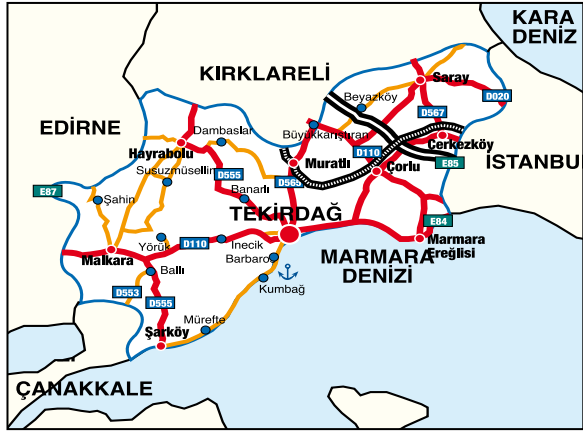 KARA
DENİZ
KIRKLARELİ
Saray
D020
Beyazköy
D567
EDİRNE
Dambaslar
Büyükkarıştıran
Çerkezköy
Hayrabolu
D110
E85
İSTANBU
Muratlı
Çorlu
Susuzmüsellim
D555
D565
E87
Banarlı
Şahin
TEKİRDAĞ
E84
Yörük
D110
İnecik
MARMARA
DENİZİ
Marmara
Ereğlisi
Malkara
Barbaros
Ballı
Kumbağ
D553
D555
Mürefte
Şarköy
ÇANAKKALE